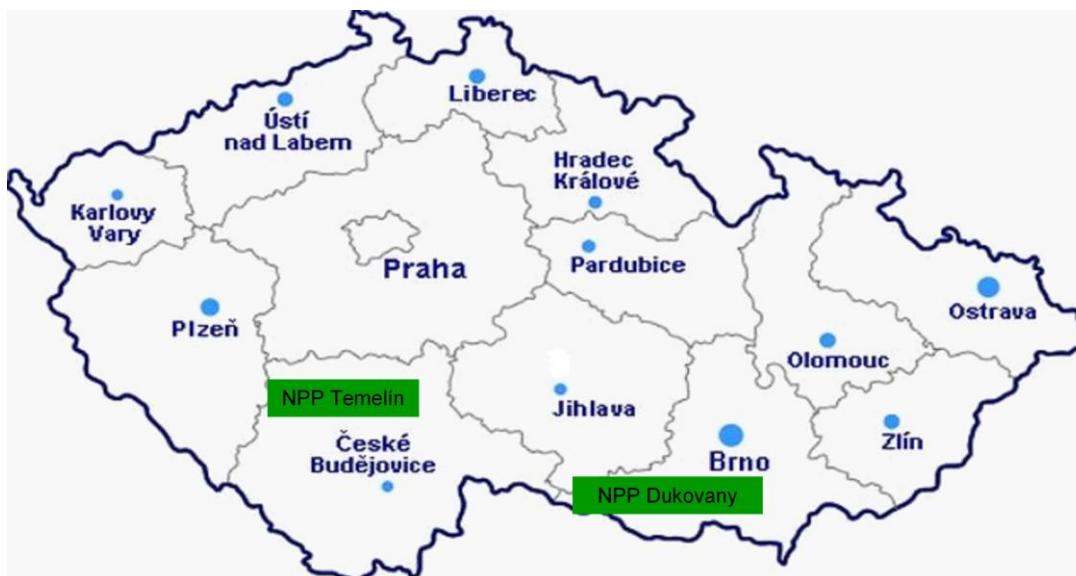 Liberec
Ústí
nad Labem
Hradec
Králové
Karlovy
Vary
Praha
Pardubice
Plzeň
Ostrava
Olomouc
NPP Temelín
Jihlava
České
Budějovice
Brno
Zlín
NPP Dukovany